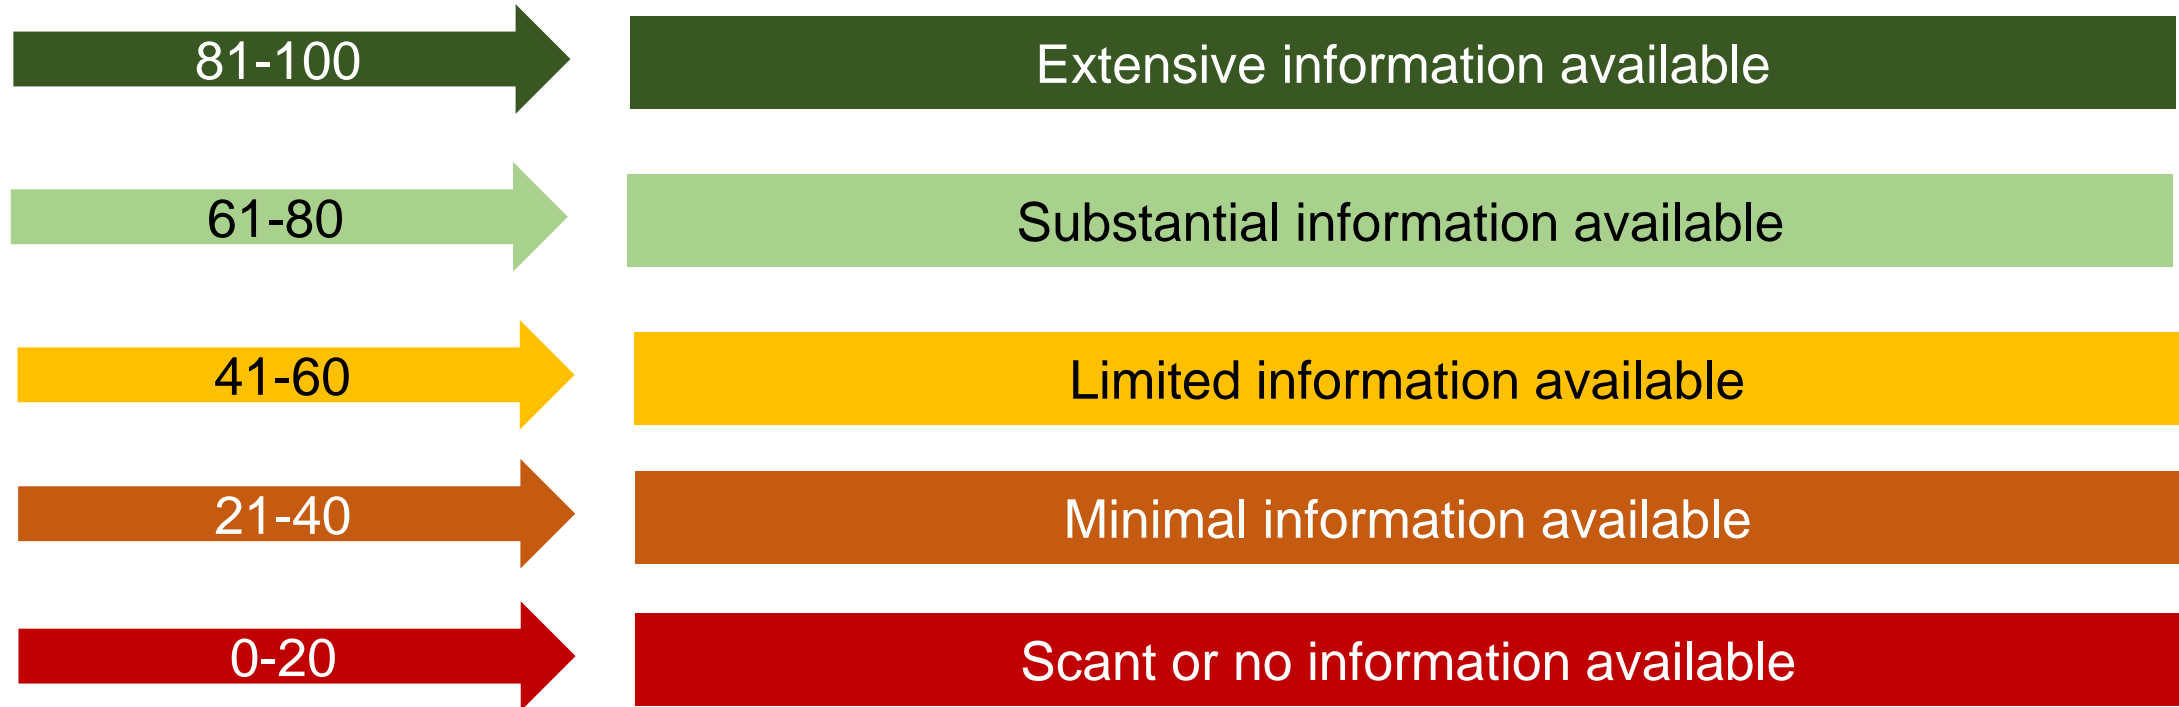 81-100
Extensive information available
61-80
Substantial information available
41-60
Limited information available
21-40
Minimal information available
0-20
Scant or no information available